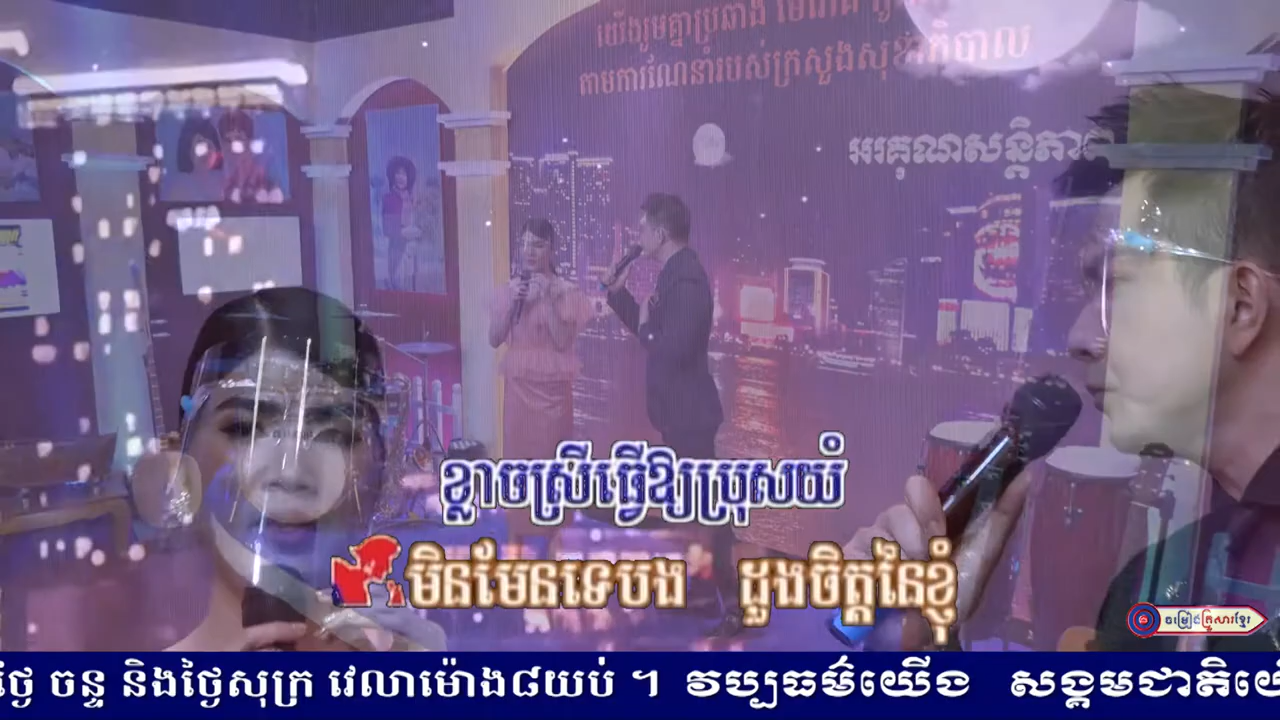 យើងរួមគ្នាប្រឆាំង មេរោគ
តាមការណែនាំរបស់ក្រសួងសុខាភិបាល
អរគុណសន្តិភាព
ខ្លាចស្រីធ្វើឱ្យប្រុសយំ
មិនមែនទេបង ដួងចិត្តនៃខ្ញុំ
ចម្រៀងគ្រួសារខ្មែរ
ថ្ងៃ ចន្ទ និងថ្ងៃសុក្រ វេលាម៉ោង៨យប់ ។ វប្បធម៌យើង សង្គមជាតិយើ